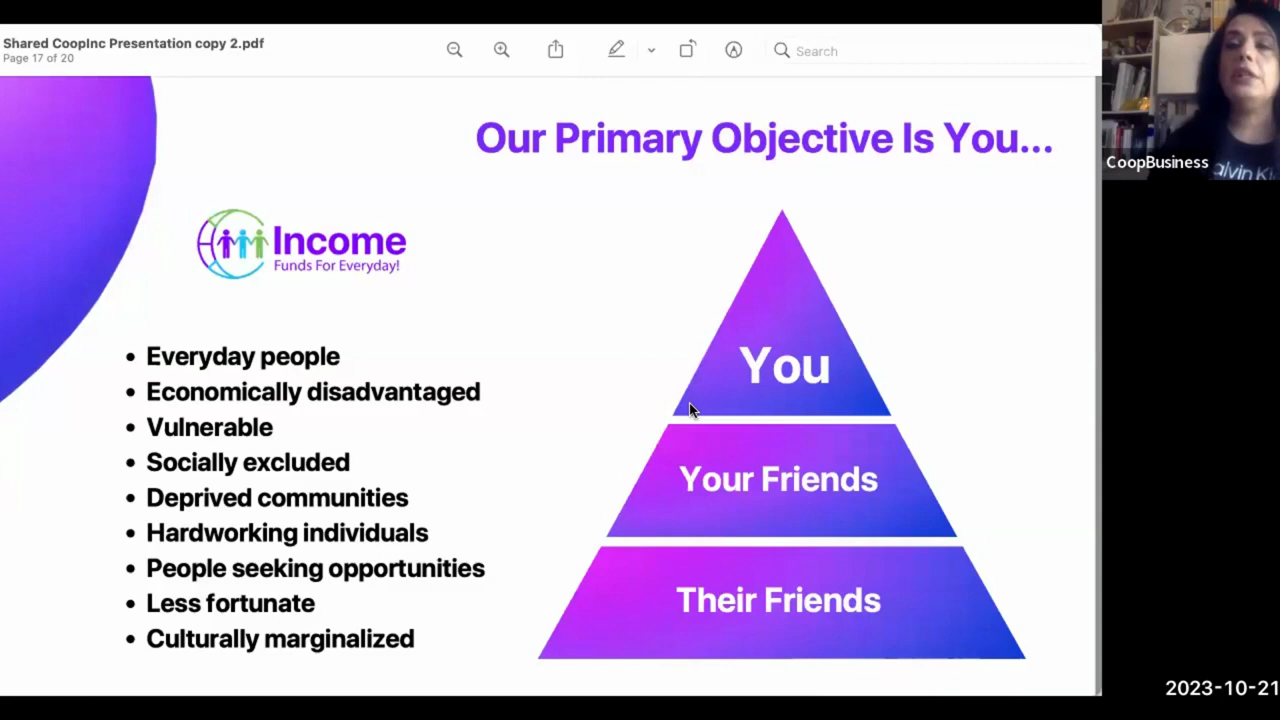 Shared CoopInc Presentation copy 2.pdf
Page 17 of 20
Search
Our Primary Objective Is You...
Income
Funds For Everyday!
• Everyday people
• Economically disadvantaged
• Vulnerable
• Socially excluded
• Deprived communities
• Hardworking individuals
• People seeking opportunities
• Less fortunate
• Culturally marginalized
You
Your Friends
Their Friends
CoopBusiness
alvin Kl
2023-10-21